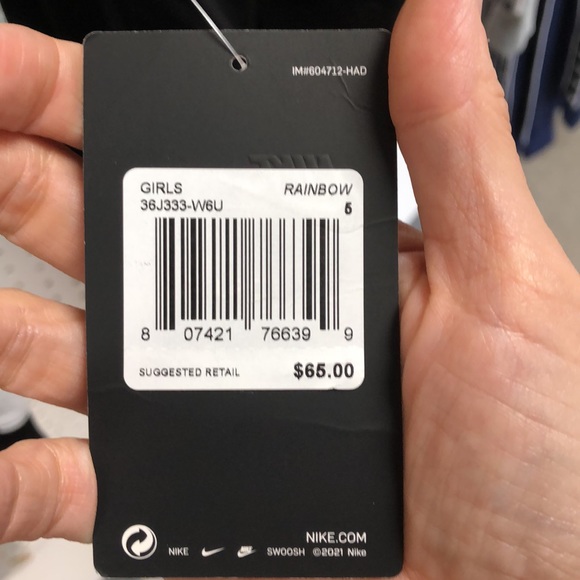 IM#604712-HAD
GIRLS RAINBOW
36J333-W6U 5
8 07421 76639 9
SUGGESTED RETAIL $65.00
NIKE.COM
NIKE SWOOSH ©2021 Nike